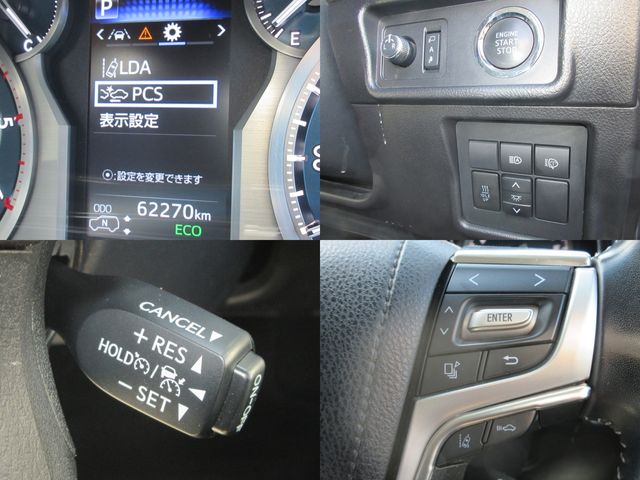 P
C
E
LDA
PCS
表示設定
:設定を変更できます
ODO 62270km
N
ECO
ENGINE
START
STOP
CANCEL
+RES
HOLD /
-SET
ON/OFF
ENTER